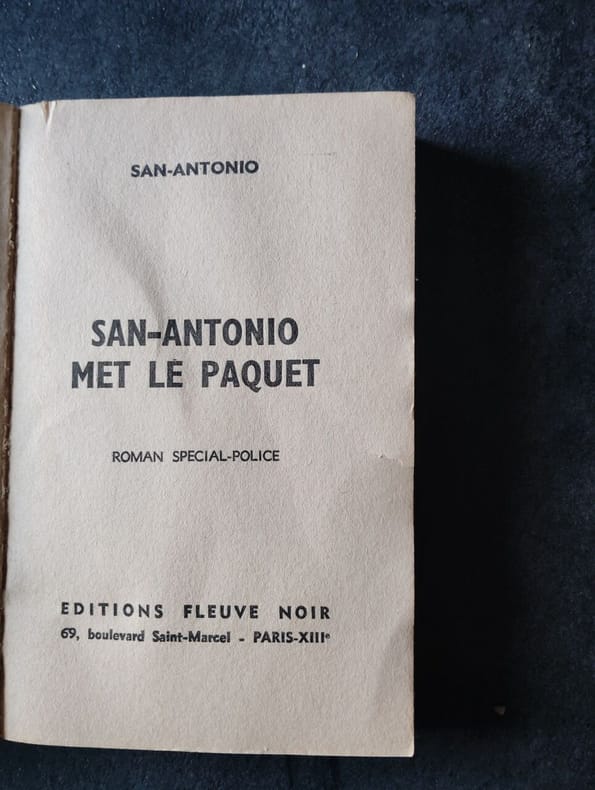 SAN-ANTONIO
SAN-ANTONIO
MET LE PAQUET
ROMAN SPECIAL-POLICE
EDITIONS FLEUVE NOIR
69, boulevard Saint-Marcel - PARIS-XIIIe